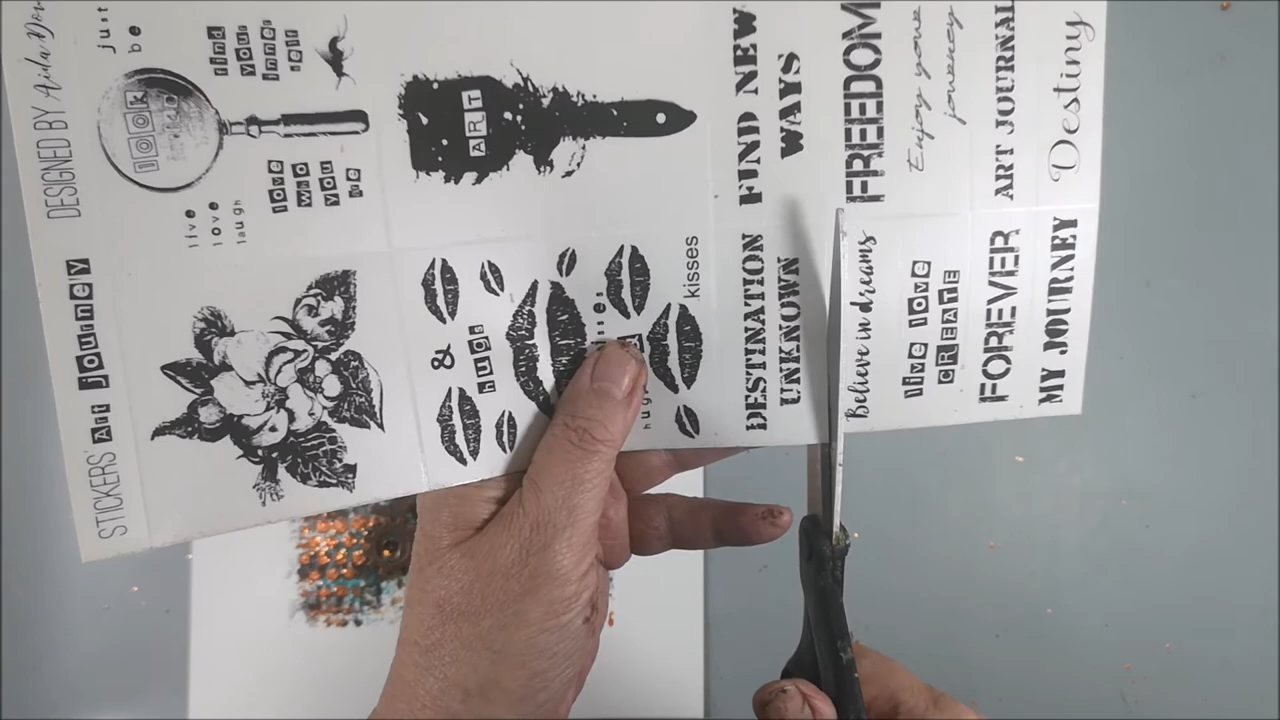 STICKERS' Art Journey
DESIGNED BY Aida Dom
just
be
look
find
your
inner
self
live
love
laugh
love
who
you
be
ART
&
hugs
kisses
FIND NEW
WAYS
DESTINATION
UNKNOWN
FREEDOM
Believe in dreams
Enjoy your
journey
live love
CREATE
ART JOURNAL
FOREVER
Destiny
MY JOURNEY